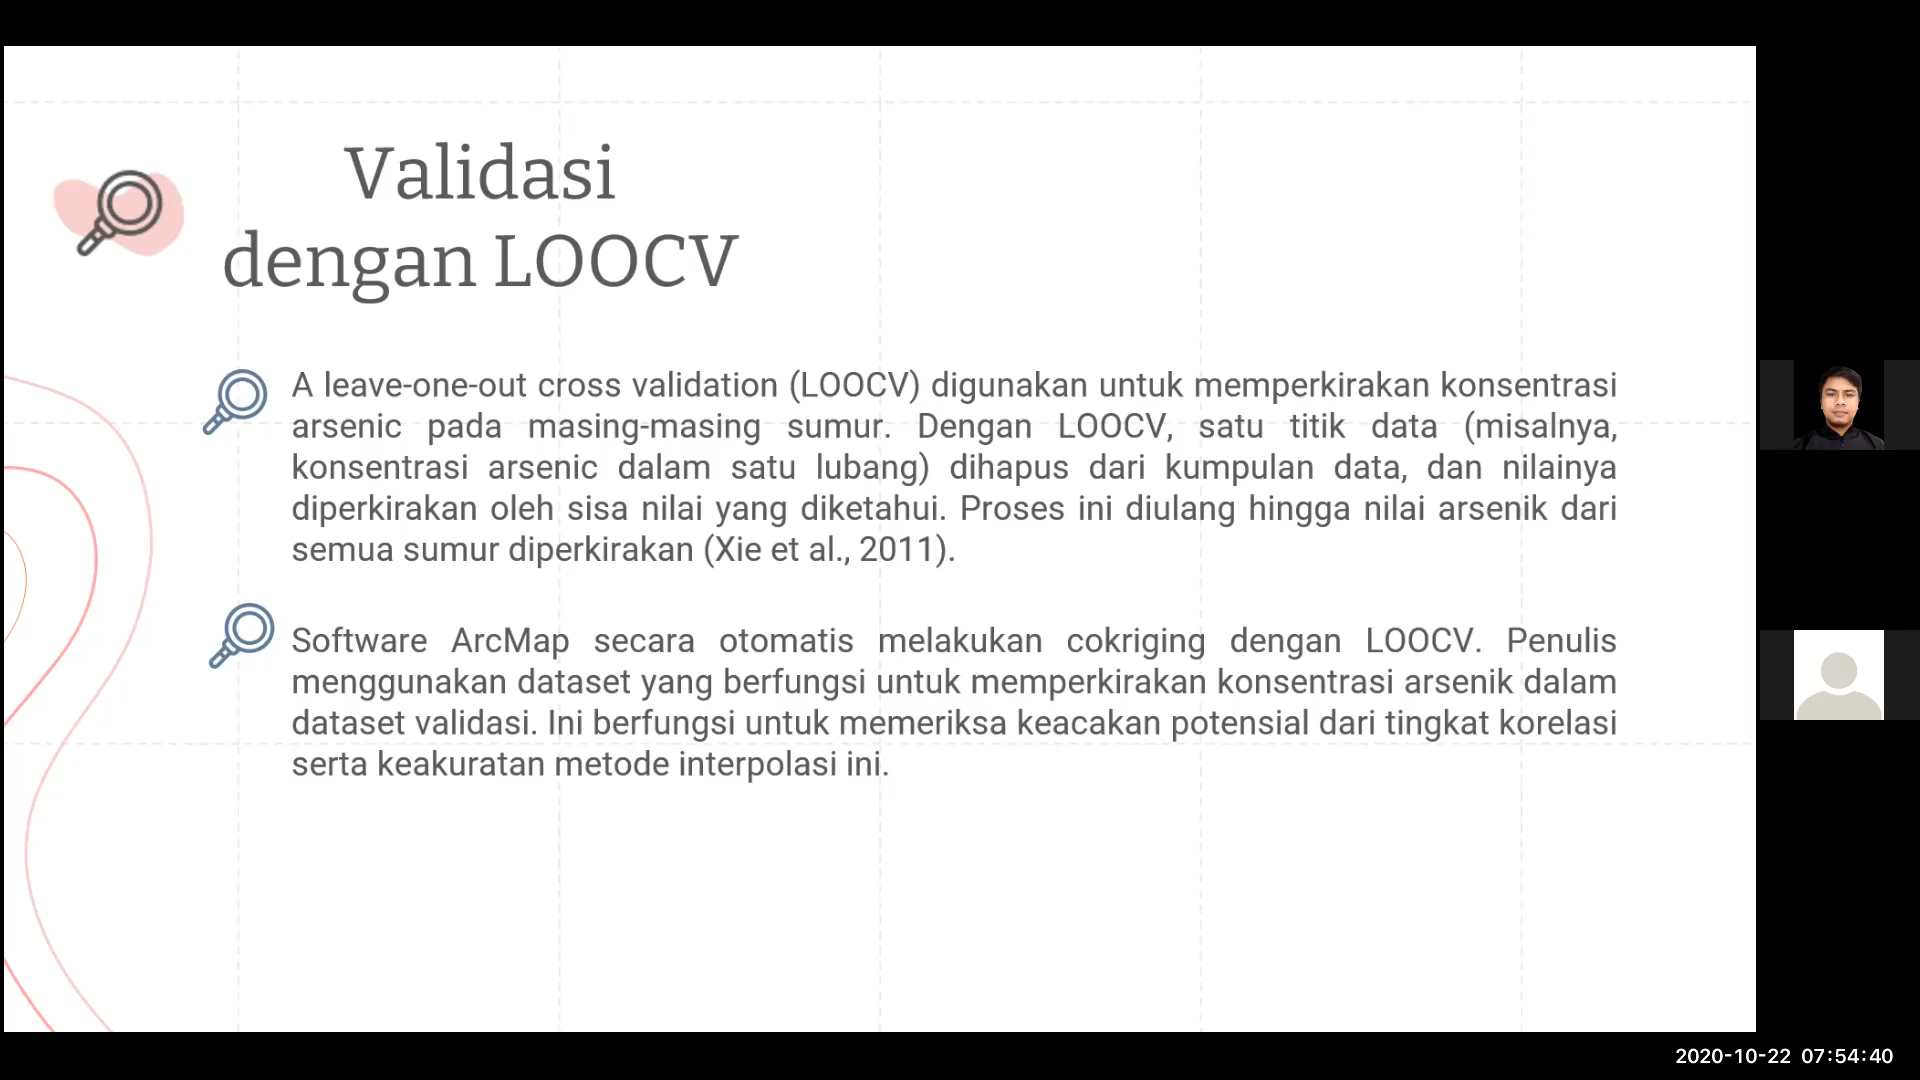 Validasi
dengan LOOCV
A leave-one-out cross validation (LOOCV) digunakan untuk memperkirakan konsentrasi
arsenic pada masing-masing sumur. Dengan LOOCV, satu titik data (misalnya,
konsentrasi arsenic dalam satu lubang) dihapus dari kumpulan data, dan nilainya
diperkirakan oleh sisa nilai yang diketahui. Proses ini diulang hingga nilai arsenik dari
semua sumur diperkirakan (Xie et al., 2011).
Software ArcMap secara otomatis melakukan cokriging dengan LOOCV. Penulis
menggunakan dataset yang berfungsi untuk memperkirakan konsentrasi arsenik dalam
dataset validasi. Ini berfungsi untuk memeriksa keacakan potensial dari tingkat korelasi
serta keakuratan metode interpolasi ini.
2020-10-22 07:54:40